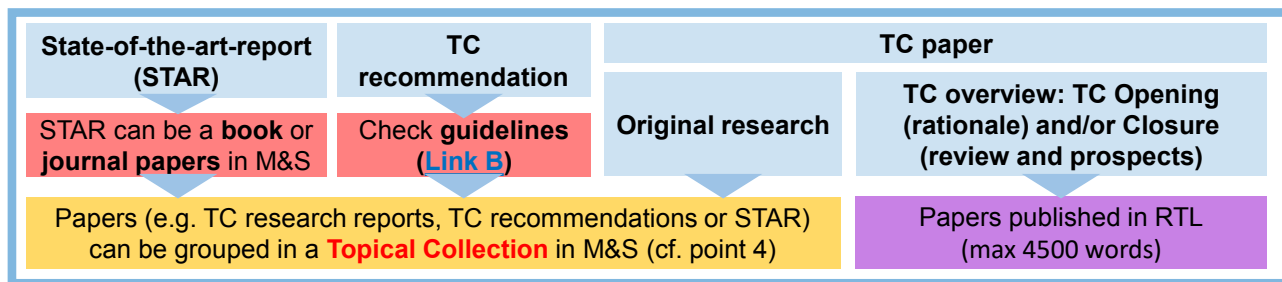 State-of-the-art-report
(STAR)
TC
recommendation
TC paper
STAR can be a book or
journal papers in M&S
Check guidelines
(Link B)
Original research
TC overview: TC Opening
(rationale) and/or Closure
(review and prospects)
Papers (e.g. TC research reports, TC recommendations or STAR)
can be grouped in a Topical Collection in M&S (cf. point 4)
Papers published in RTL
(max 4500 words)